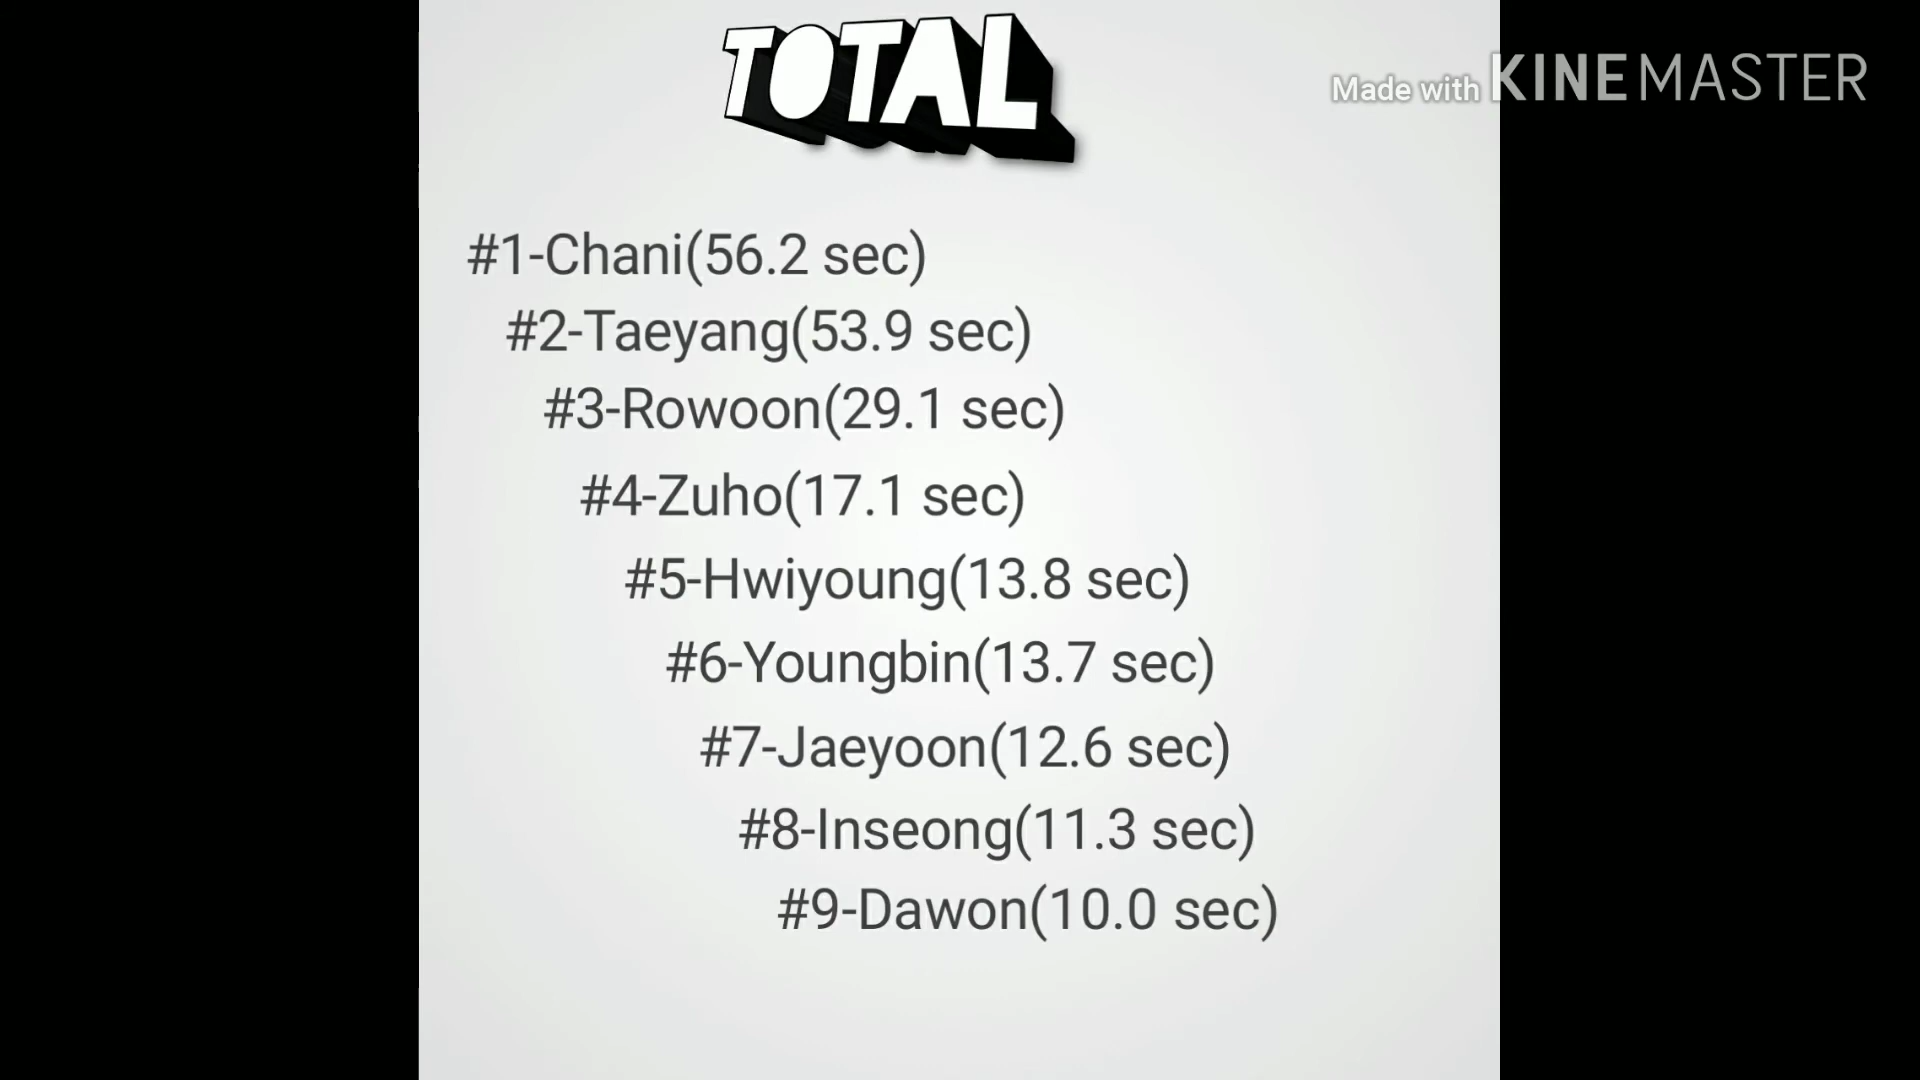 TOTAL
Made with KINEMASTER
#1-Chani(56.2 sec)
#2-Taeyang(53.9 sec)
#3-Rowoon(29.1 sec)
#4-Zuho(17.1 sec)
#5-Hwiyoung(13.8 sec)
#6-Youngbin(13.7 sec)
#7-Jaeyoon(12.6 sec)
#8-Inseong(11.3 sec)
#9-Dawon(10.0 sec)